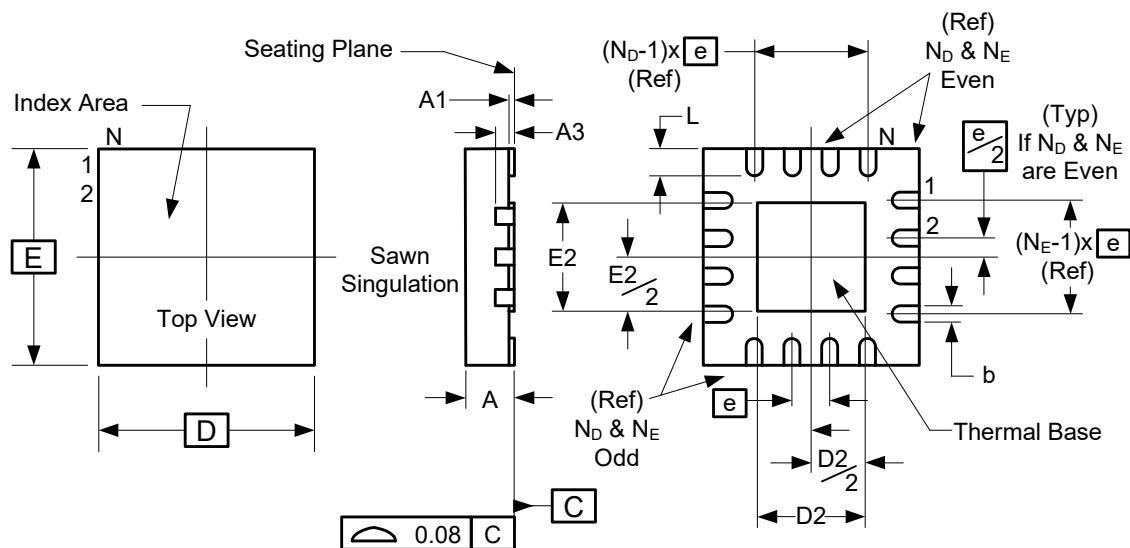 Seating Plane
Index Area
N
1
2
E
Top View
D
A1
A3
Sawn
Singulation
A
0.08 C
C
(N_D-1)x e
(Ref)
(Ref)
N_D & N_E
Even
L
N
e/2
(Typ)
If N_D & N_E
are Even
1
2
(N_E-1)x e
(Ref)
E2
E2/2
b
e
(Ref)
N_D & N_E
Odd
Thermal Base
D2/2
D2